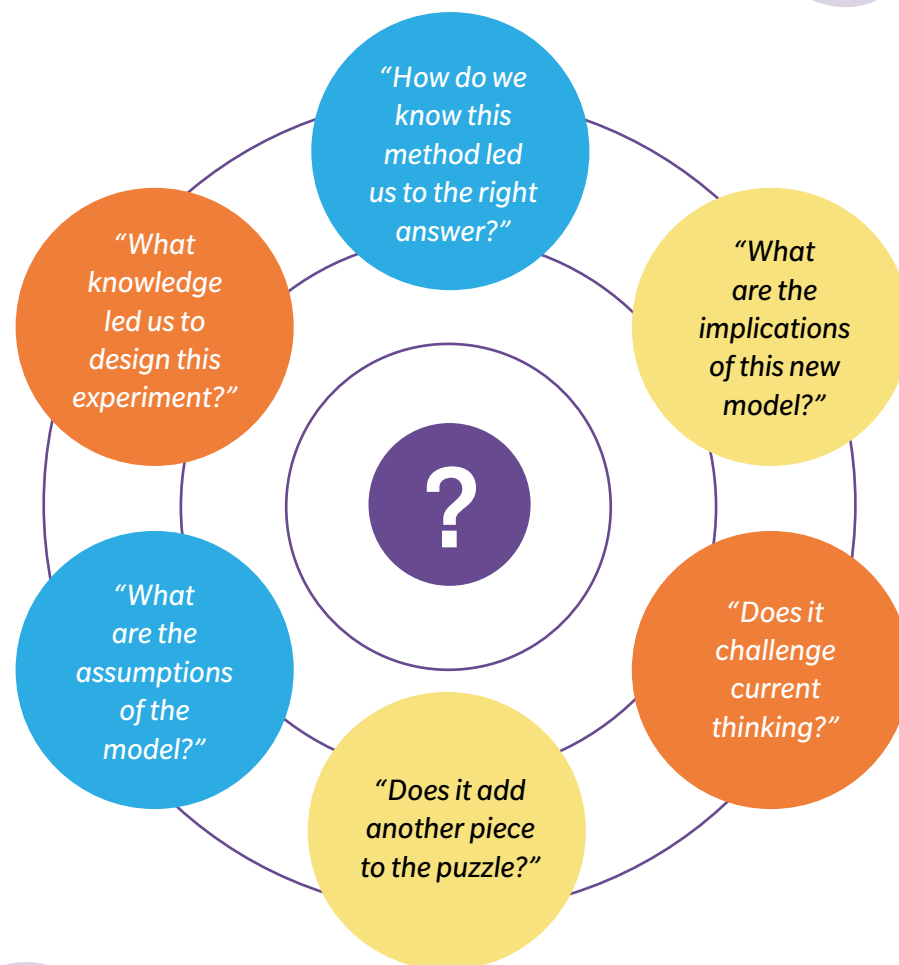 “How do we
know this
method led
us to the right
answer?”
“What
are the
implications
of this new
model?”
“Does it
challenge
current
thinking?”
“Does it add
another piece
to the puzzle?”
“What
are the
assumptions
of the
model?”
“What
knowledge
led us to
design this
experiment?”
?